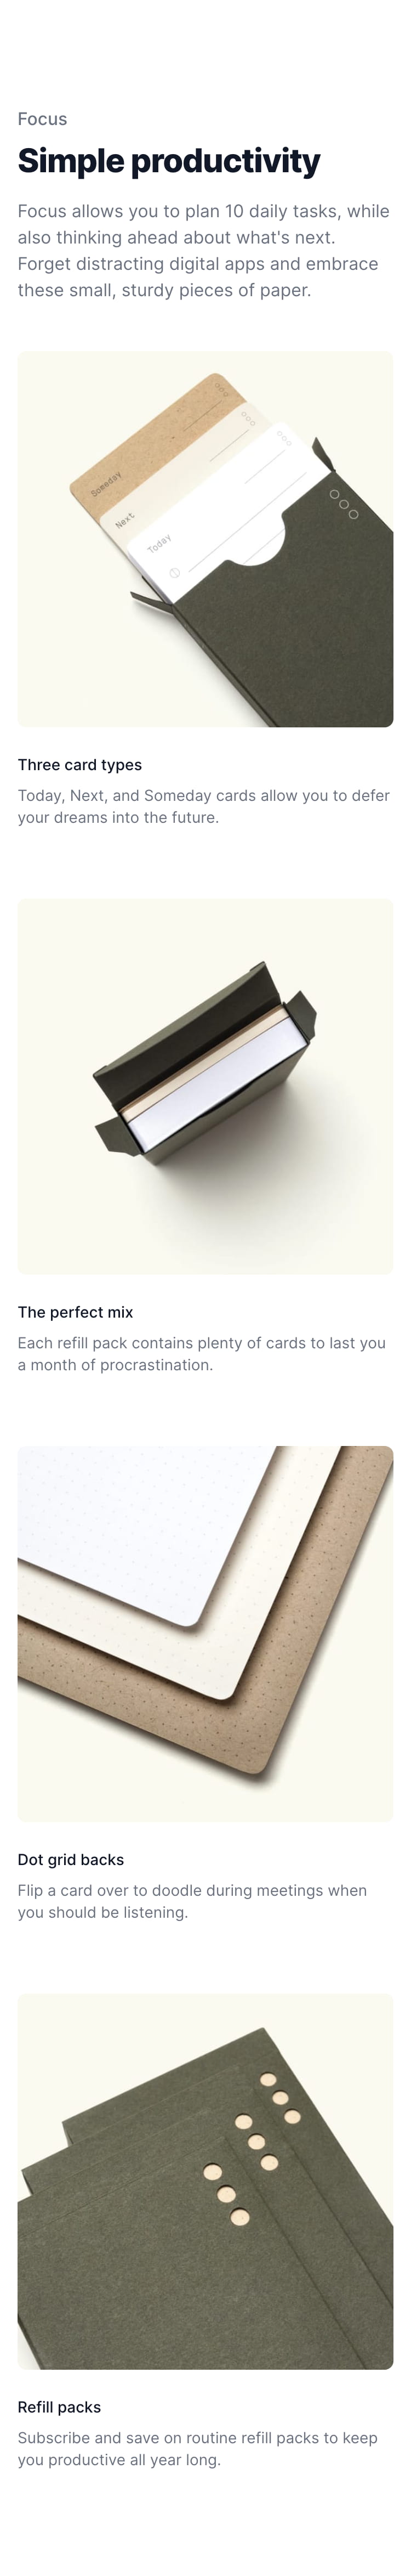 Focus
Simple productivity
Focus allows you to plan 10 daily tasks, while
also thinking ahead about what's next.
Forget distracting digital apps and embrace
these small, sturdy pieces of paper.
Someday
Next
Today
Three card types
Today, Next, and Someday cards allow you to defer
your dreams into the future.
The perfect mix
Each refill pack contains plenty of cards to last you
a month of procrastination.
Dot grid backs
Flip a card over to doodle during meetings when
you should be listening.
Refill packs
Subscribe and save on routine refill packs to keep
you productive all year long.